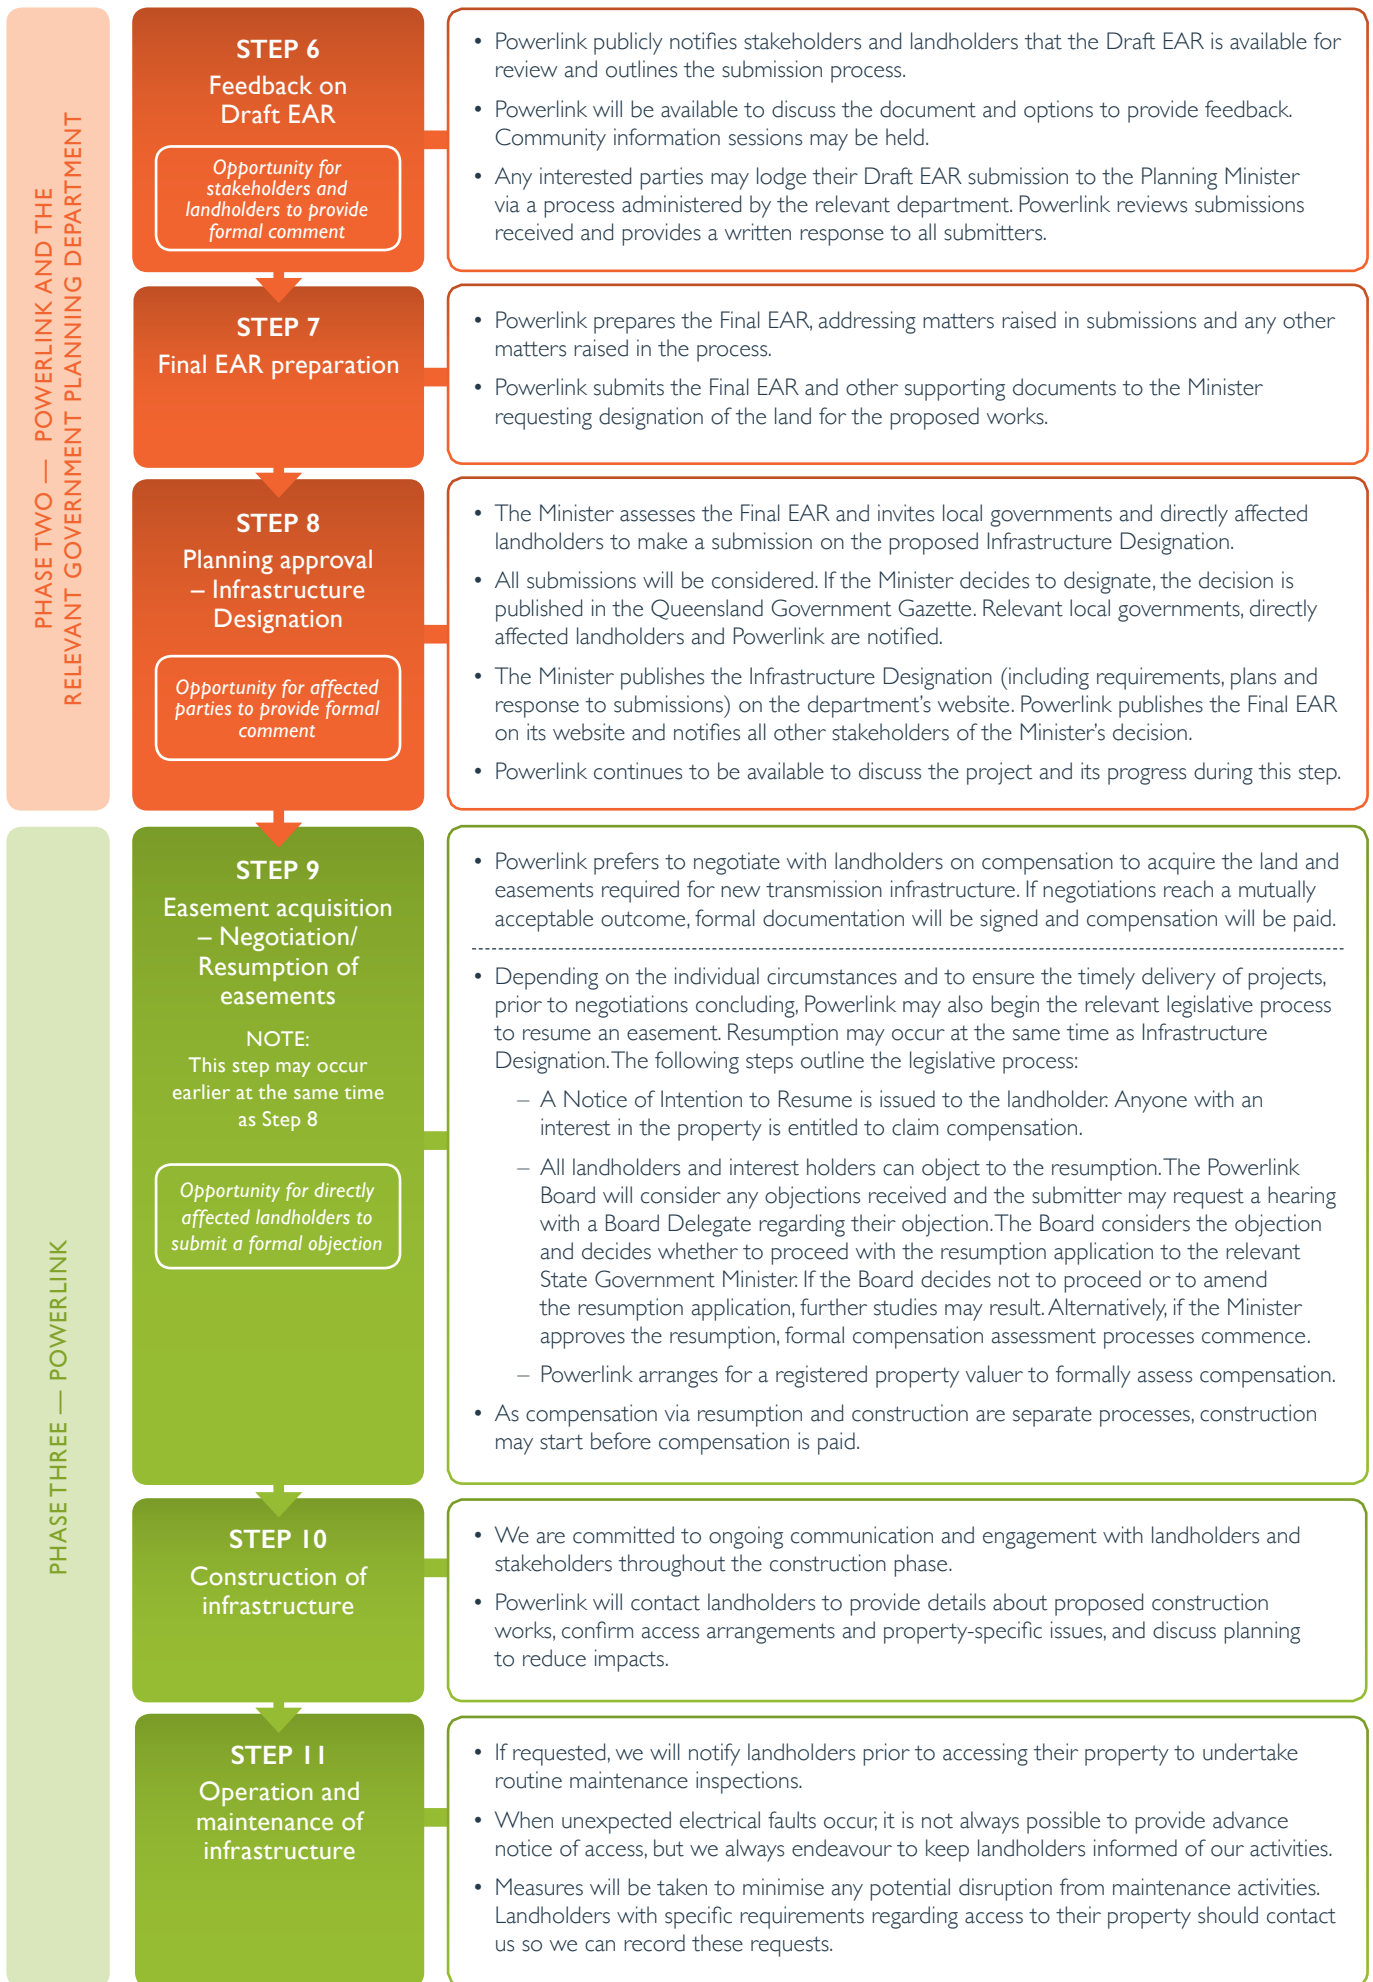 PHASE TWO — POWERLINK AND THE
RELEVANT GOVERNMENT PLANNING DEPARTMENT
STEP 6
Feedback on
Draft EAR
Opportunity for
stakeholders and
landholders to provide
formal comment
• Powerlink publicly notifies stakeholders and landholders that the Draft EAR is available for
review and outlines the submission process.
• Powerlink will be available to discuss the document and options to provide feedback.
Community information sessions may be held.
• Any interested parties may lodge their Draft EAR submission to the Planning Minister
via a process administered by the relevant department. Powerlink reviews submissions
received and provides a written response to all submitters.
STEP 7
Final EAR preparation
• Powerlink prepares the Final EAR, addressing matters raised in submissions and any other
matters raised in the process.
• Powerlink submits the Final EAR and other supporting documents to the Minister
requesting designation of the land for the proposed works.
STEP 8
Planning approval
– Infrastructure
Designation
Opportunity for affected
parties to provide formal
comment
• The Minister assesses the Final EAR and invites local governments and directly affected
landholders to make a submission on the proposed Infrastructure Designation.
• All submissions will be considered. If the Minister decides to designate, the decision is
published in the Queensland Government Gazette. Relevant local governments, directly
affected landholders and Powerlink are notified.
• The Minister publishes the Infrastructure Designation (including requirements, plans and
response to submissions) on the department's website. Powerlink publishes the Final EAR
on its website and notifies all other stakeholders of the Minister's decision.
• Powerlink continues to be available to discuss the project and its progress during this step.
PHASE THREE — POWERLINK
STEP 9
Easement acquisition
– Negotiation/
Resumption of
easements
NOTE:
This step may occur
earlier at the same time
as Step 8
Opportunity for directly
affected landholders to
submit a formal objection
• Powerlink prefers to negotiate with landholders on compensation to acquire the land and
easements required for new transmission infrastructure. If negotiations reach a mutually
acceptable outcome, formal documentation will be signed and compensation will be paid.
• Depending on the individual circumstances and to ensure the timely delivery of projects,
prior to negotiations concluding, Powerlink may also begin the relevant legislative process
to resume an easement. Resumption may occur at the same time as Infrastructure
Designation. The following steps outline the legislative process:
– A Notice of Intention to Resume is issued to the landholder. Anyone with an
interest in the property is entitled to claim compensation.
– All landholders and interest holders can object to the resumption. The Powerlink
Board will consider any objections received and the submitter may request a hearing
with a Board Delegate regarding their objection. The Board considers the objection
and decides whether to proceed with the resumption application to the relevant
State Government Minister. If the Board decides not to proceed or to amend
the resumption application, further studies may result. Alternatively, if the Minister
approves the resumption, formal compensation assessment processes commence.
– Powerlink arranges for a registered property valuer to formally assess compensation.
• As compensation via resumption and construction are separate processes, construction
may start before compensation is paid.
STEP 10
Construction of
infrastructure
• We are committed to ongoing communication and engagement with landholders and
stakeholders throughout the construction phase.
• Powerlink will contact landholders to provide details about proposed construction
works, confirm access arrangements and property-specific issues, and discuss planning
to reduce impacts.
STEP 11
Operation and
maintenance of
infrastructure
• If requested, we will notify landholders prior to accessing their property to undertake
routine maintenance inspections.
• When unexpected electrical faults occur, it is not always possible to provide advance
notice of access, but we always endeavour to keep landholders informed of our activities.
• Measures will be taken to minimise any potential disruption from maintenance activities.
Landholders with specific requirements regarding access to their property should contact
us so we can record these requests.